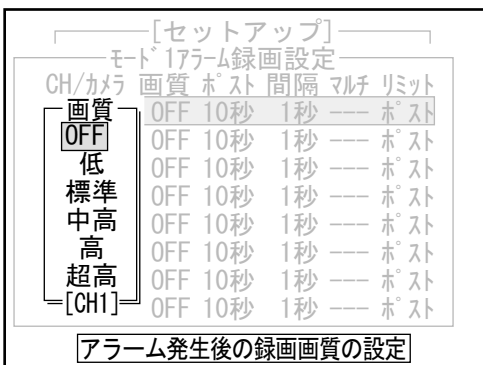 [セットアップ]
モード1アラーム録画設定
CH/カメラ 画質 ポスト 間隔 マルチ リミット
画質
OFF 10秒 1秒 --- ポスト
OFF
OFF 10秒 1秒 --- ポスト
低
OFF 10秒 1秒 --- ポスト
標準
OFF 10秒 1秒 --- ポスト
中高
OFF 10秒 1秒 --- ポスト
高
OFF 10秒 1秒 --- ポスト
超高
OFF 10秒 1秒 --- ポスト
[CH1]
OFF 10秒 1秒 --- ポスト
アラーム発生後の録画画質の設定